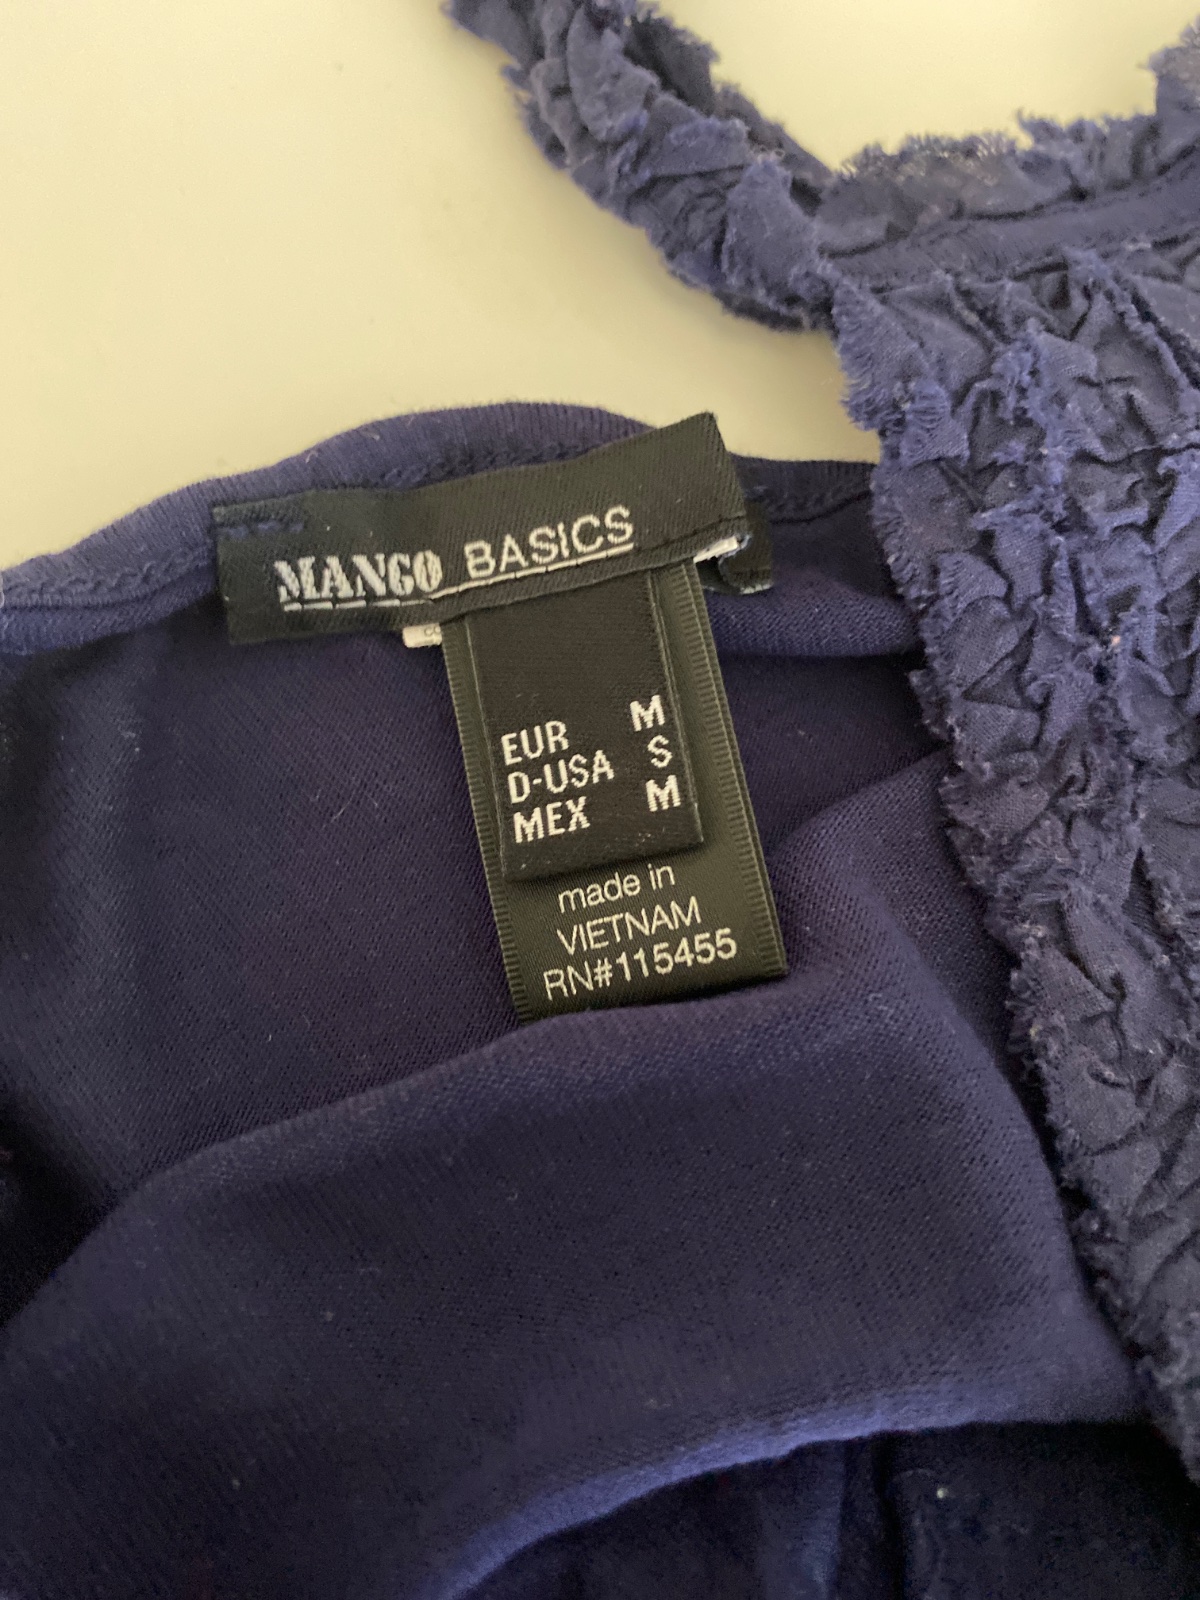 MANGO BASICS
EUR M
D-USA S
MEX M
made in
VIETNAM
RN#115455